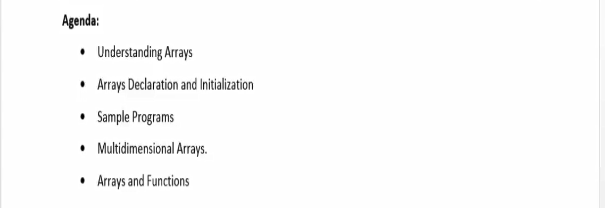 Agenda:
• Understanding Arrays
• Arrays Declaration and Initialization
• Sample Programs
• Multidimensional Arrays.
• Arrays and Functions